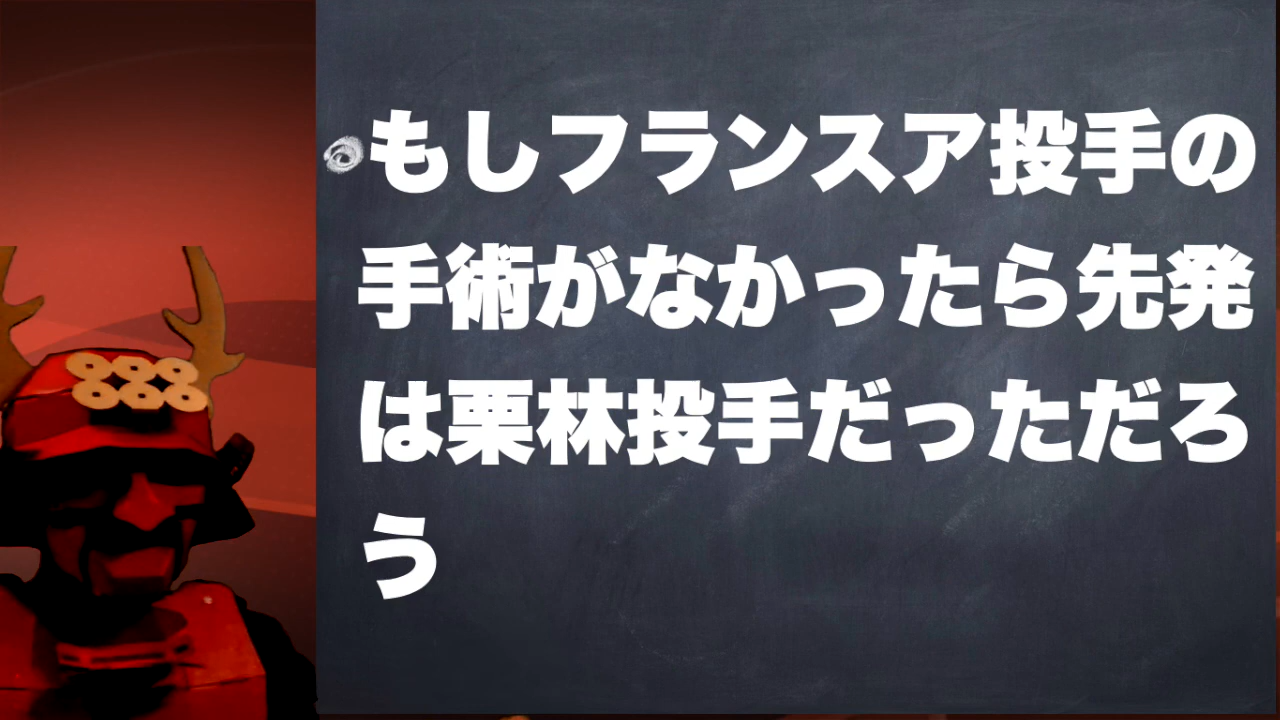 もしフランスア投手の
手術がなかったら先発
は栗林投手だっただろ
う